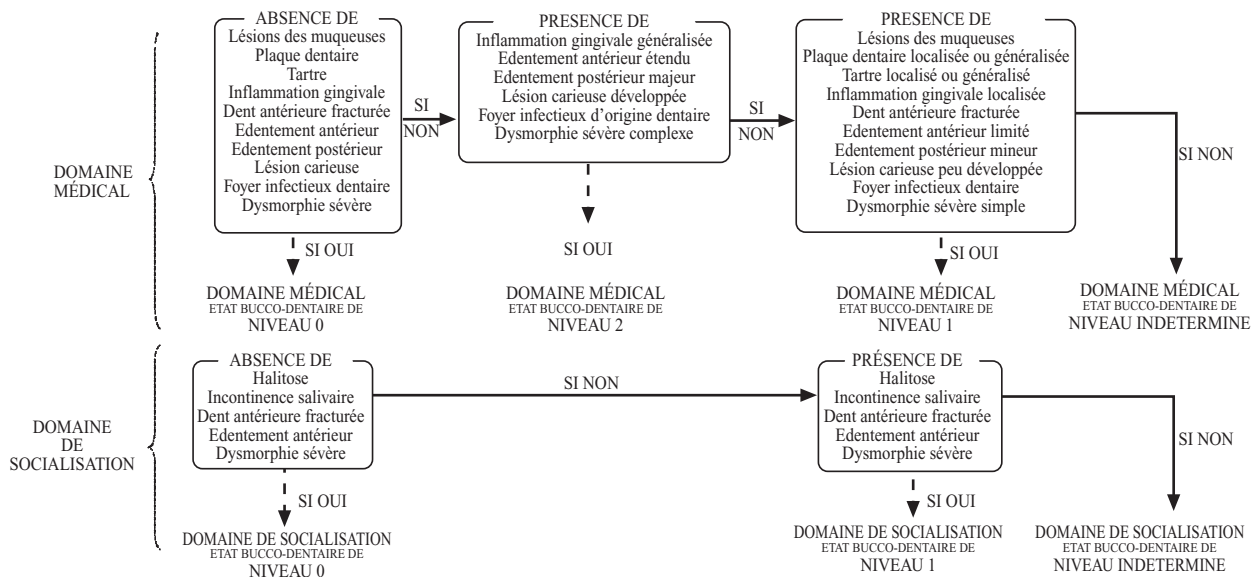 ABSENCE DE
Lésions des muqueuses
Plaque dentaire
Tartre
Inflammation gingivale
Dent antérieure fracturée
Edentement antérieur
Edentement postérieur
Lésion carieuse
Foyer infectieux dentaire
Dysmorphie sévère
SI
NON
PRESENCE DE
Inflammation gingivale généralisée
Edentement antérieur étendu
Edentement postérieur majeur
Lésion carieuse développée
Foyer infectieux d’origine dentaire
Dysmorphie sévère complexe
SI
NON
PRESENCE DE
Lésions des muqueuses
Plaque dentaire localisée ou généralisée
Tartre localisé ou généralisé
Inflammation gingivale localisée
Dent antérieure fracturée
Edentement antérieur limité
Edentement postérieur mineur
Lésion carieuse peu développée
Foyer infectieux dentaire
Dysmorphie sévère simple
SI NON
DOMAINE
MÉDICAL
SI OUI
SI OUI
SI OUI
DOMAINE MÉDICAL
ETAT BUCCO-DENTAIRE DE
NIVEAU 0
DOMAINE MÉDICAL
ETAT BUCCO-DENTAIRE DE
NIVEAU 2
DOMAINE MÉDICAL
ETAT BUCCO-DENTAIRE DE
NIVEAU 1
DOMAINE MÉDICAL
ETAT BUCCO-DENTAIRE DE
NIVEAU INDETERMINE
ABSENCE DE
Halitose
Incontinence salivaire
Dent antérieure fracturée
Edentement antérieur
Dysmorphie sévère
SI NON
PRÉSENCE DE
Halitose
Incontinence salivaire
Dent antérieure fracturée
Edentement antérieur
Dysmorphie sévère
SI NON
DOMAINE
DE
SOCIALISATION
SI OUI
SI OUI
DOMAINE DE SOCIALISATION
ETAT BUCCO-DENTAIRE DE
NIVEAU 0
DOMAINE DE SOCIALISATION
ETAT BUCCO-DENTAIRE DE
NIVEAU 1
DOMAINE DE SOCIALISATION
ETAT BUCCO-DENTAIRE DE
NIVEAU INDETERMINE